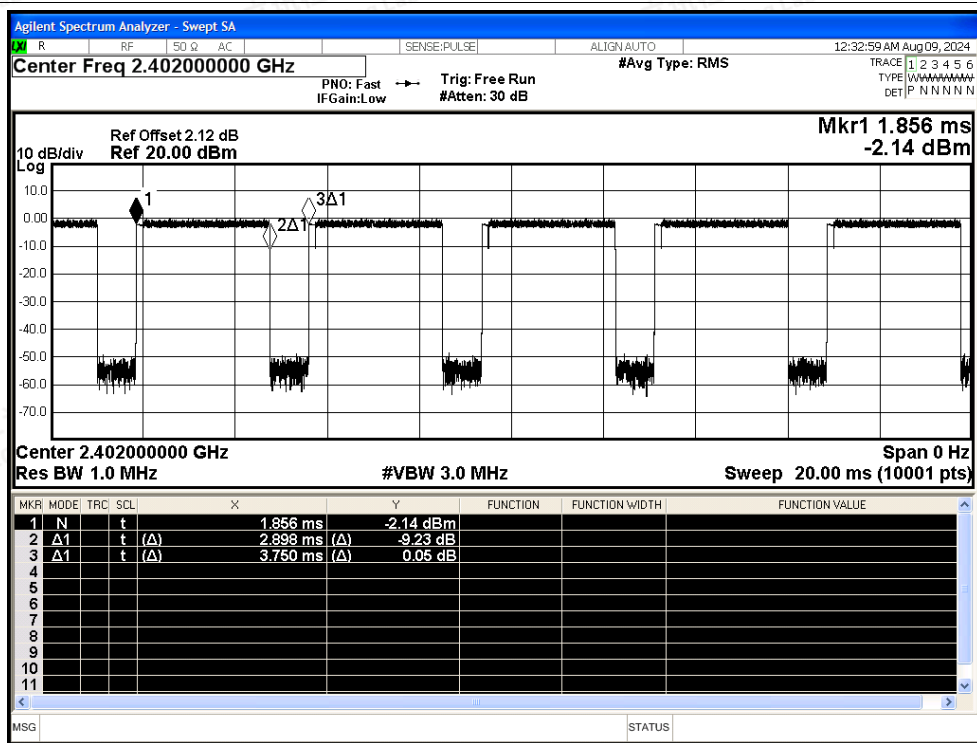 Agilent Spectrum Analyzer - Swept SA
LXI R RF 50 Ω AC SENSE:PULSE ALIGN AUTO 12:32:59 AM Aug 09, 2024
Center Freq 2.402000000 GHz
PNO: Fast
IFGain:Low
Trig: Free Run
#Atten: 30 dB
#Avg Type: RMS
TRACE 1 2 3 4 5 6
TYPE
DET P N N N N N
Ref Offset 2.12 dB
10 dB/div Ref 20.00 dBm
Log
Mkr1 1.856 ms
-2.14 dBm
10.0
0.00
-10.0
-20.0
-30.0
-40.0
-50.0
-60.0
-70.0
1
2Δ1
3Δ1
Center 2.402000000 GHz Span 0 Hz
Res BW 1.0 MHz #VBW 3.0 MHz Sweep 20.00 ms (10001 pts)
MKR MODE TRC SCL X Y FUNCTION FUNCTION WIDTH FUNCTION VALUE
1 N t 1.856 ms -2.14 dBm
2 Δ1 t (Δ) 2.898 ms (Δ) -9.23 dB
3 Δ1 t (Δ) 3.750 ms (Δ) 0.05 dB
4
5
6
7
8
9
10
11
MSG STATUS